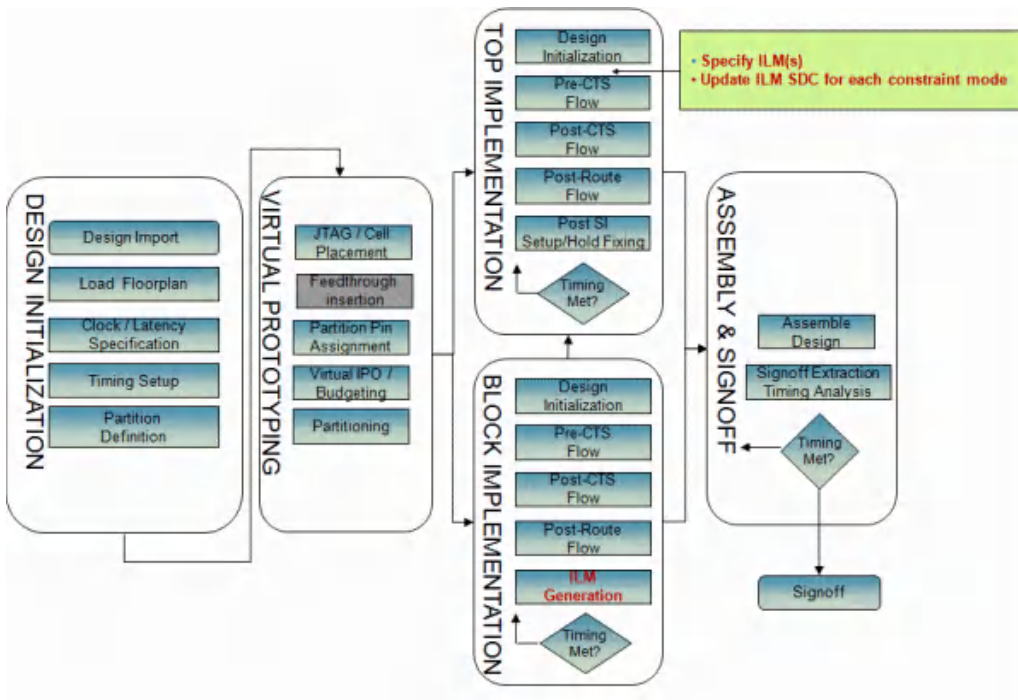 DESIGN INITIALIZATION
Design Import
Load Floorplan
Clock / Latency
Specification
Timing Setup
Partition
Definition
VIRTUAL PROTOTYPING
JTAG / Cell
Placement
Feedthrough
insertion
Partition Pin
Assignment
Virtual IPO /
Budgeting
Partitioning
TOP IMPLEMENTATION
Design
Initialization
Pre-CTS
Flow
Post-CTS
Flow
Post-Route
Flow
Post SI
Setup/Hold Fixing
Timing
Met?
• Specify ILM(s)
• Update ILM SDC for each constraint mode
BLOCK IMPLEMENTATION
Design
Initialization
Pre-CTS
Flow
Post-CTS
Flow
Post-Route
Flow
ILM
Generation
Timing
Met?
ASSEMBLY & SIGNOFF
Assemble
Design
Signoff Extraction
Timing Analysis
Timing
Met?
Signoff